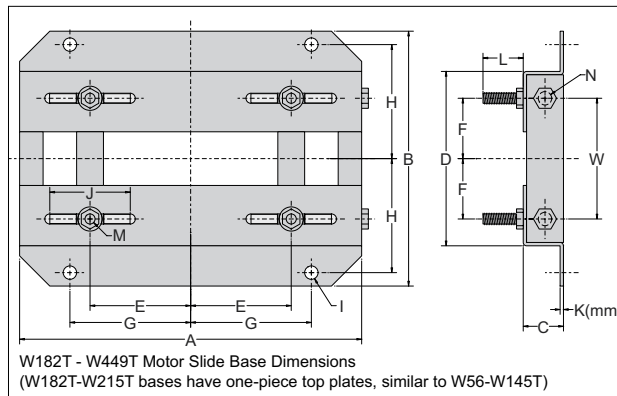 L
N
H
F
B
D
W
J
F
H
M
E
E
I
G
G
K(mm
A
C
W182T - W449T Motor Slide Base Dimensions
(W182T-W215T bases have one-piece top plates, similar to W56-W145T)